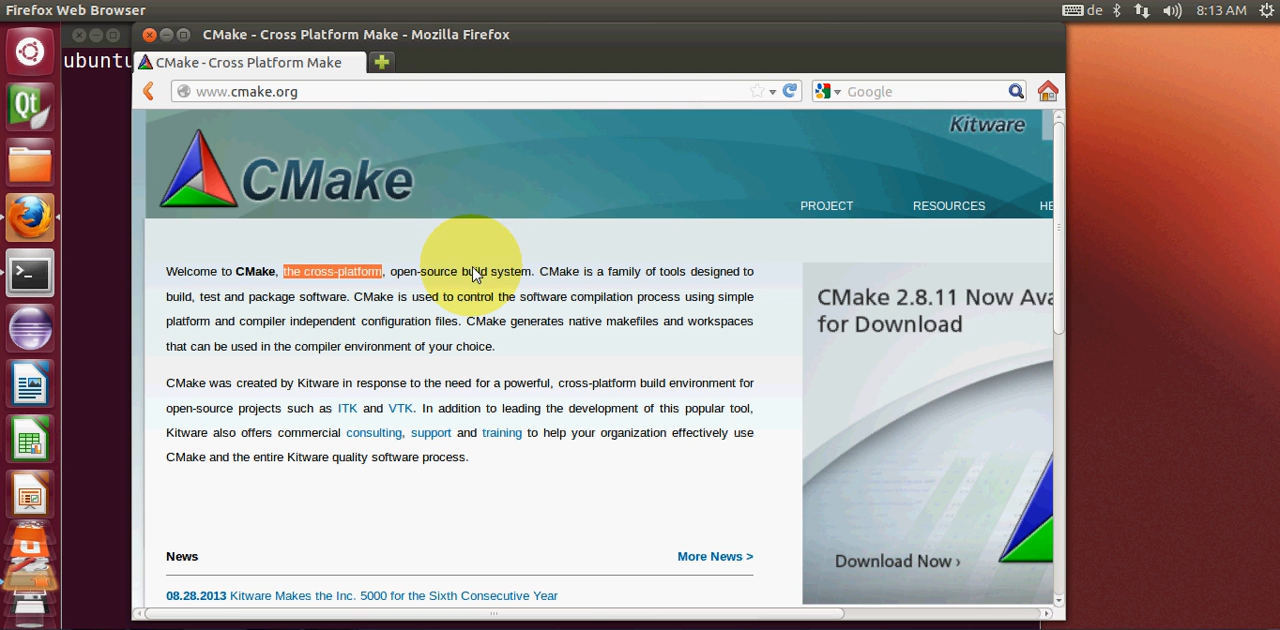 Firefox Web Browser
de
8:13 AM
ubuntu
CMake - Cross Platform Make - Mozilla Firefox
CMake - Cross Platform Make
www.cmake.org
Google
Kitware
CMake
PROJECT
RESOURCES
HE
Welcome to CMake, the cross-platform, open-source build system. CMake is a family of tools designed to
build, test and package software. CMake is used to control the software compilation process using simple
platform and compiler independent configuration files. CMake generates native makefiles and workspaces
that can be used in the compiler environment of your choice.
CMake was created by Kitware in response to the need for a powerful, cross-platform build environment for
open-source projects such as ITK and VTK. In addition to leading the development of this popular tool,
Kitware also offers commercial consulting, support and training to help your organization effectively use
CMake and the entire Kitware quality software process.
CMake 2.8.11 Now Ava
for Download
Download Now ›
News
More News >
08.28.2013 Kitware Makes the Inc. 5000 for the Sixth Consecutive Year
Qt